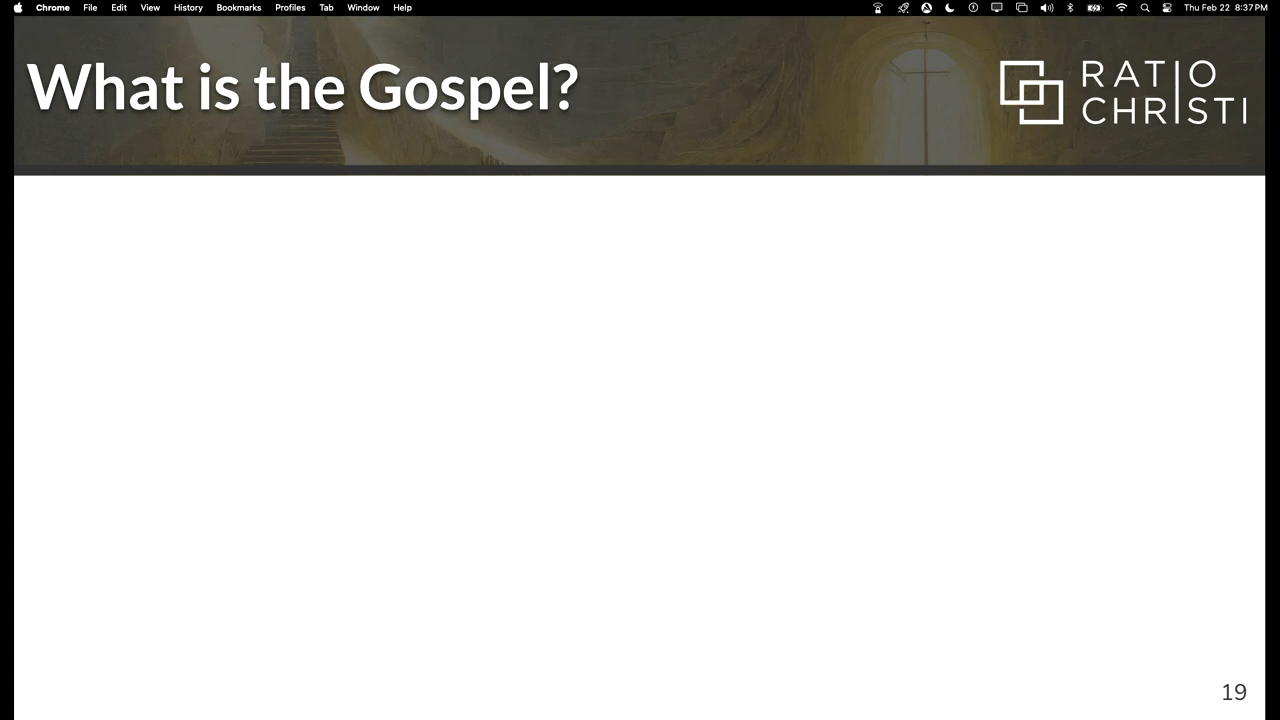 Chrome File Edit View History Bookmarks Profiles Tab Window Help Thu Feb 22 8:37 PM
What is the Gospel?
RATIO
CHRISTI
19